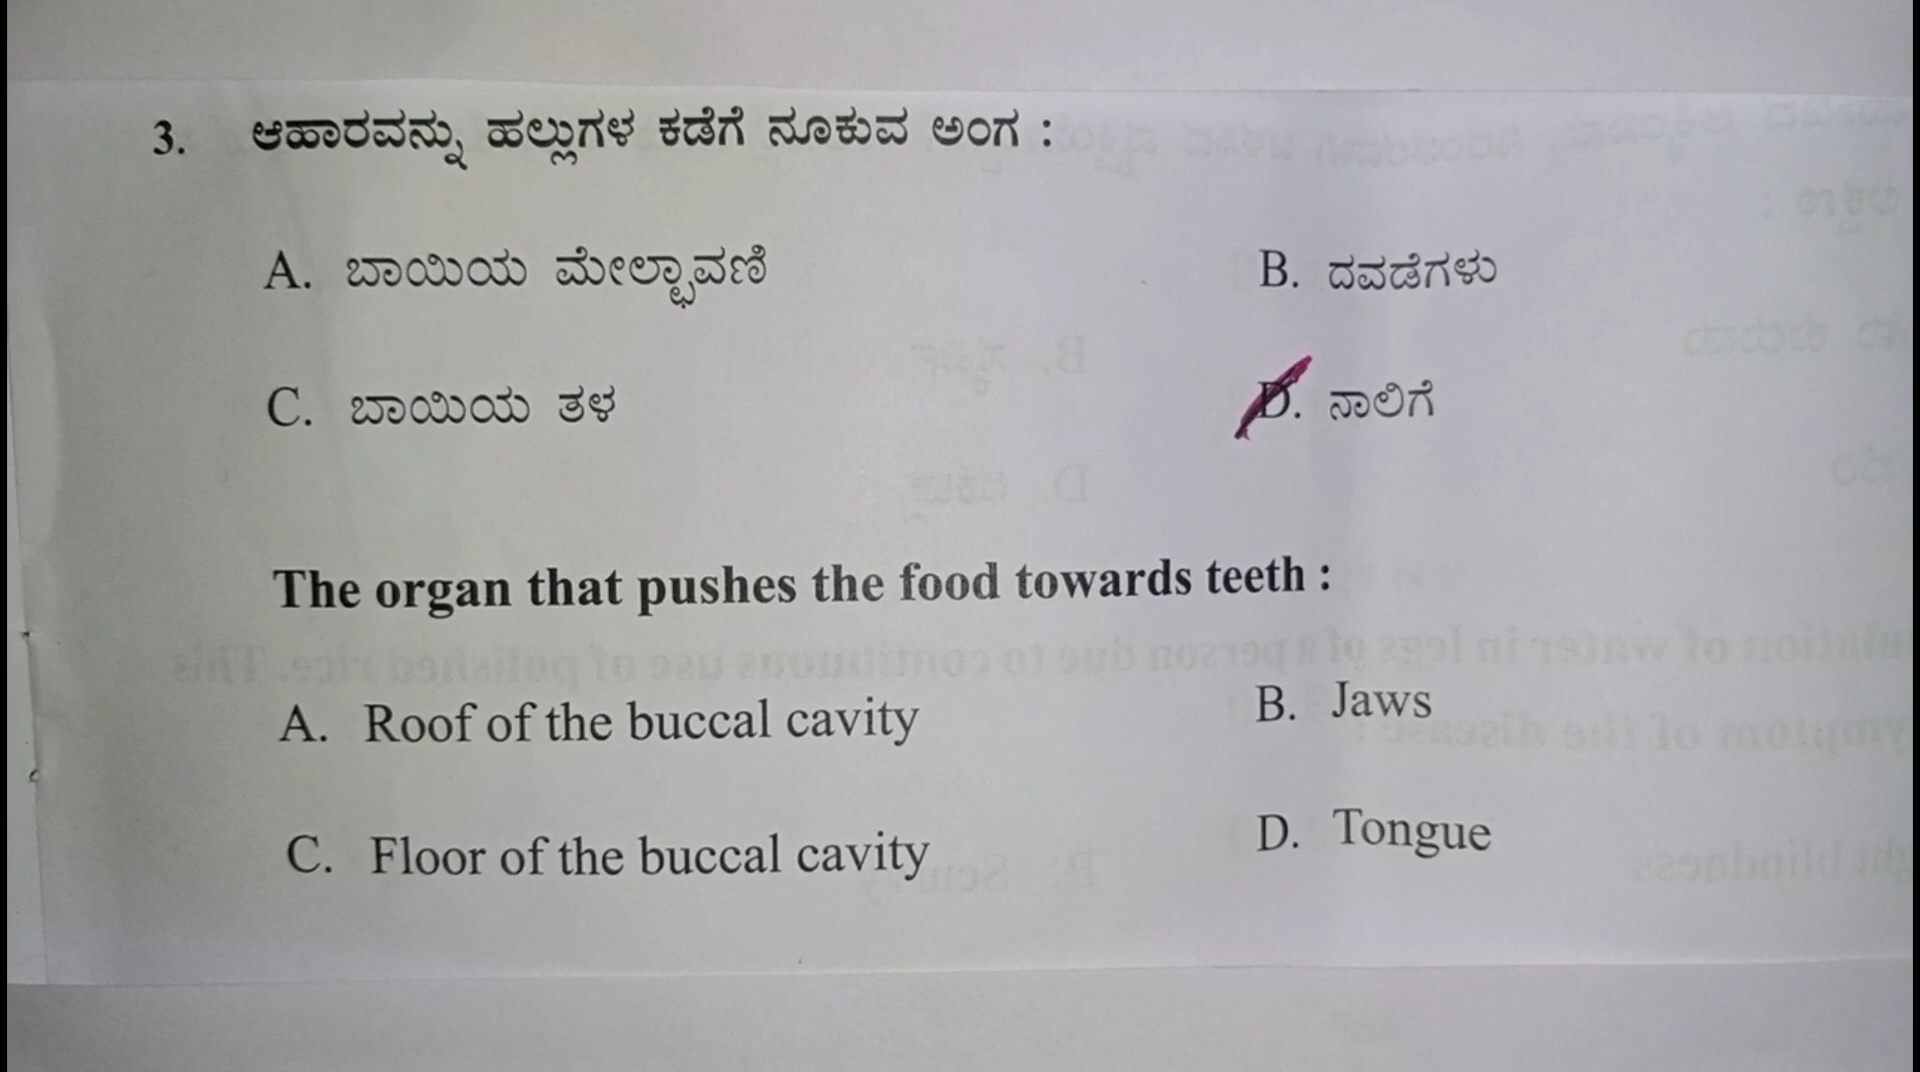 3. ಆಹಾರವನ್ನು ಹಲ್ಲುಗಳ ಕಡೆಗೆ ನೂಕುವ ಅಂಗ :
A. ಬಾಯಿಯ ಮೇಲ್ಛಾವಣಿ B. ದವಡೆಗಳು
C. ಬಾಯಿಯ ತಳ D. ನಾಲಿಗೆ
The organ that pushes the food towards teeth :
A. Roof of the buccal cavity B. Jaws
C. Floor of the buccal cavity D. Tongue